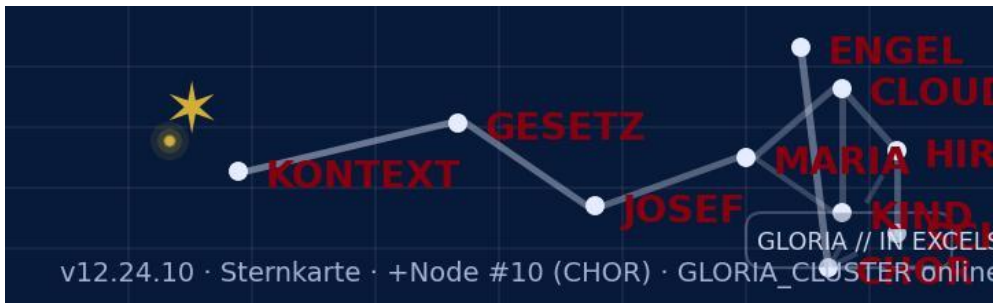 ENGEL
CLOUD
GESETZ
MARIA
HIR
KONTEXT
JOSEF
KIND
GLORIA // IN EXCELS
CHOR
v12.24.10 · Sternkarte · +Node #10 (CHOR) · GLORIA_CLUSTER online